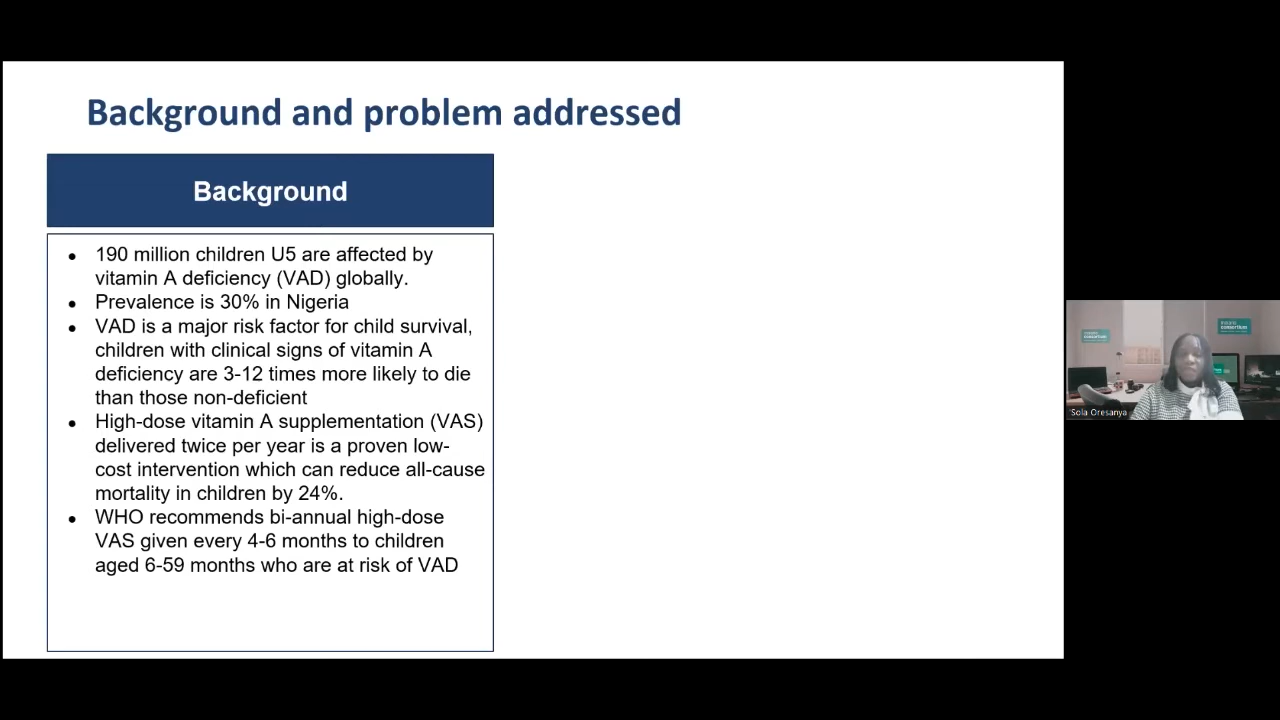 Background and problem addressed
Background
• 190 million children U5 are affected by
vitamin A deficiency (VAD) globally.
• Prevalence is 30% in Nigeria
• VAD is a major risk factor for child survival,
children with clinical signs of vitamin A
deficiency are 3-12 times more likely to die
than those non-deficient
• High-dose vitamin A supplementation (VAS)
delivered twice per year is a proven low-
cost intervention which can reduce all-cause
mortality in children by 24%.
• WHO recommends bi-annual high-dose
VAS given every 4-6 months to children
aged 6-59 months who are at risk of VAD
malaria
consortium
Sola Oresanya